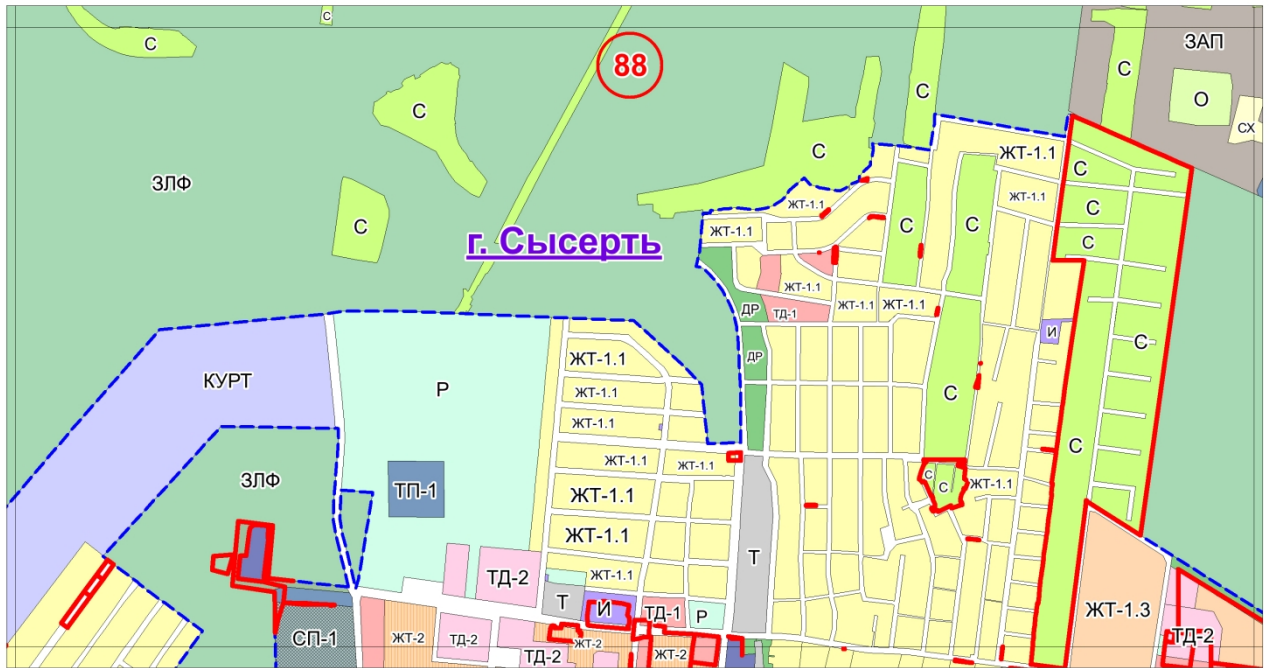 С
С
88
С
С
ЗАП
О
СХ
С
С
С
ЗЛФ
С
г. Сысерть
ЖТ-1.1
ЖТ-1.1
ЖТ-1.1
ЖТ-1.1
С
С
С
С
С
ЖТ-1.1
ЖТ-1.1
ЖТ-1.1
ДР
ТД-1
И
С
ДР
ЖТ-1.1
ЖТ-1.1
ЖТ-1.1
КУРТ
Р
С
С
ЖТ-1.1
ЖТ-1.1
ЗЛФ
ТП-1
ЖТ-1.1
С
С
ЖТ-1.1
ЖТ-1.1
Т
ТД-2
ЖТ-1.1
Т
И
ТД-1
Р
ЖТ-1.3
СП-1
ЖТ-2
ТД-2
ТД-2
ЖТ-2
ЖТ-2
ТД-2